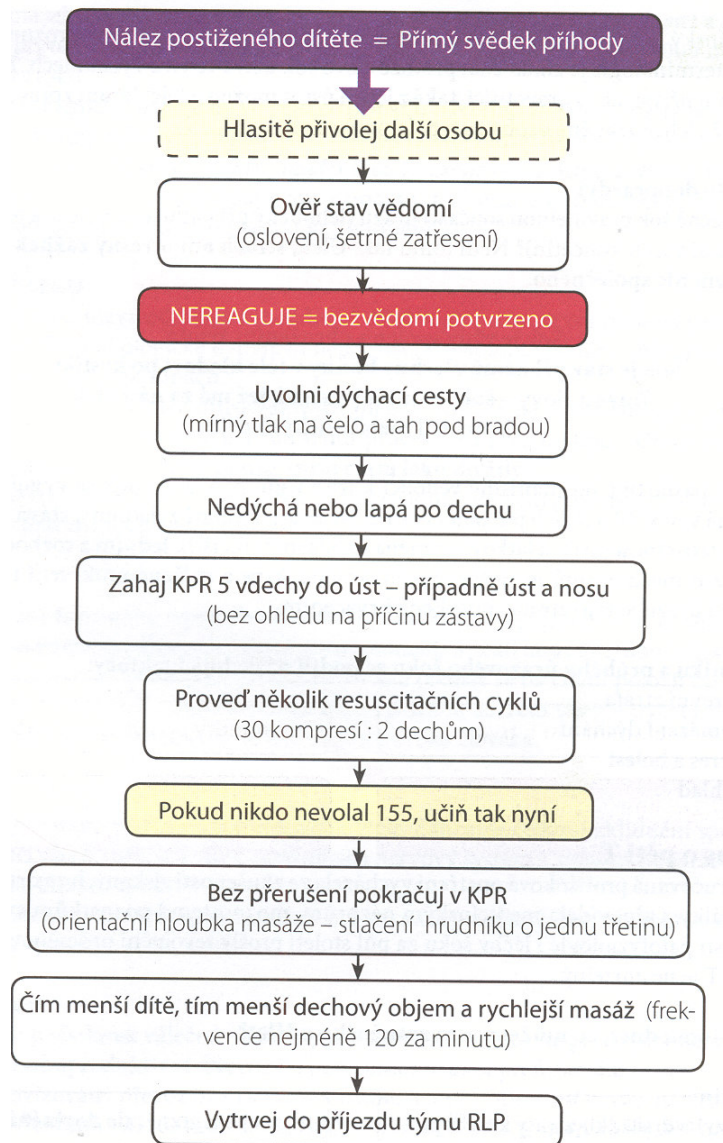 Nález postiženého dítěte = Přímý svědek příhody
Hlasitě přivolej další osobu
Ověř stav vědomí
(oslovení, šetrné zatřesení)
NEREAGUJE = bezvědomí potvrzeno
Uvolni dýchací cesty
(mírný tlak na čelo a tah pod bradou)
Nedýchá nebo lapá po dechu
Zahaj KPR 5 vdechy do úst – případně úst a nosu
(bez ohledu na příčinu zástavy)
Proveď několik resuscitačních cyklů
(30 kompresí : 2 dechům)
Pokud nikdo nevolal 155, učiň tak nyní
Bez přerušení pokračuj v KPR
(orientační hloubka masáže – stlačení hrudníku o jednu třetinu)
Čím menší dítě, tím menší dechový objem a rychlejší masáž (frek-
vence nejméně 120 za minutu)
Vytrvej do příjezdu týmu RLP